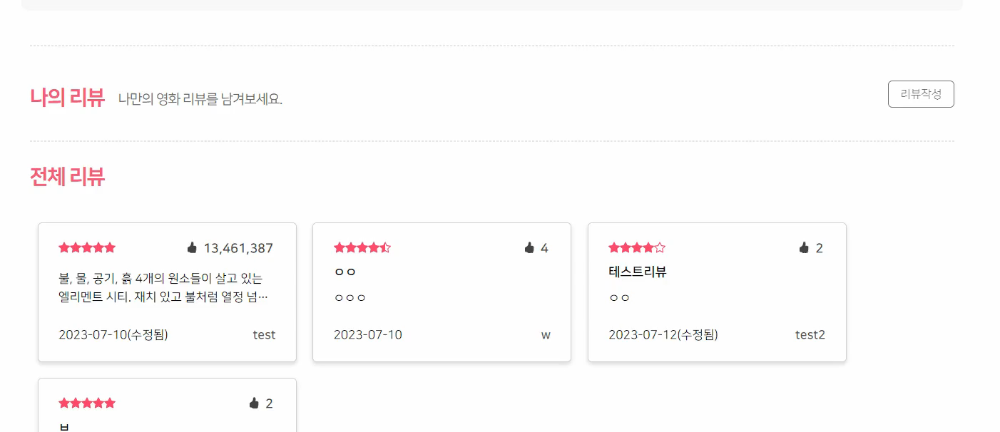 나의 리뷰 나만의 영화 리뷰를 남겨보세요. 리뷰작성
전체 리뷰
13,461,387
불, 물, 공기, 흙 4개의 원소들이 살고 있는
엘리멘트 시티. 재치 있고 불처럼 열정 넘…
2023-07-10(수정됨) test
4
ㅇㅇ
ㅇㅇㅇ
2023-07-10 w
2
테스트리뷰
ㅇㅇ
2023-07-12(수정됨) test2
2